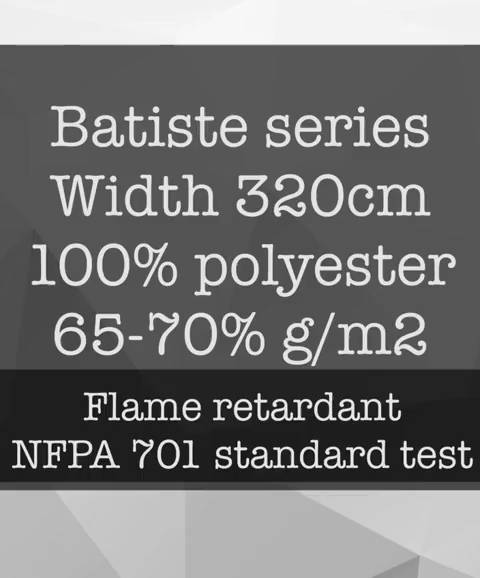 Batiste series
Width 320cm
100% polyester
65-70% g/m2
Flame retardant
NFPA 701 standard test